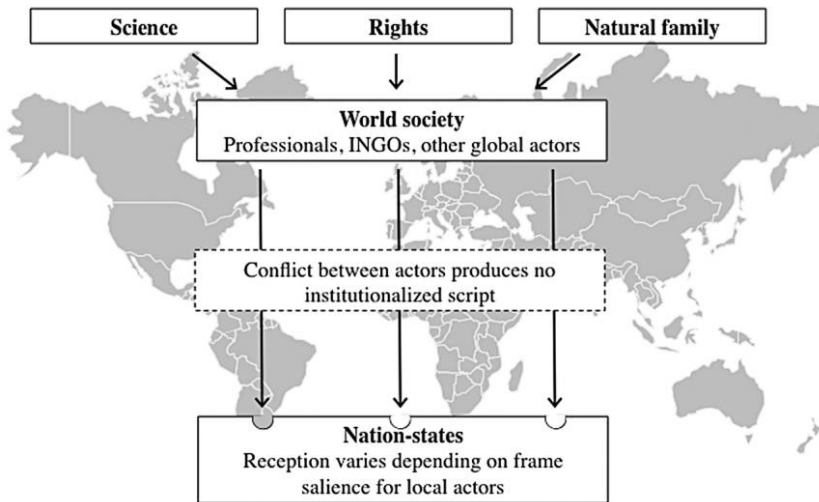 Science
Rights
Natural family
World society
Professionals, INGOs, other global actors
Conflict between actors produces no
institutionalized script
Nation-states
Reception varies depending on frame
salience for local actors